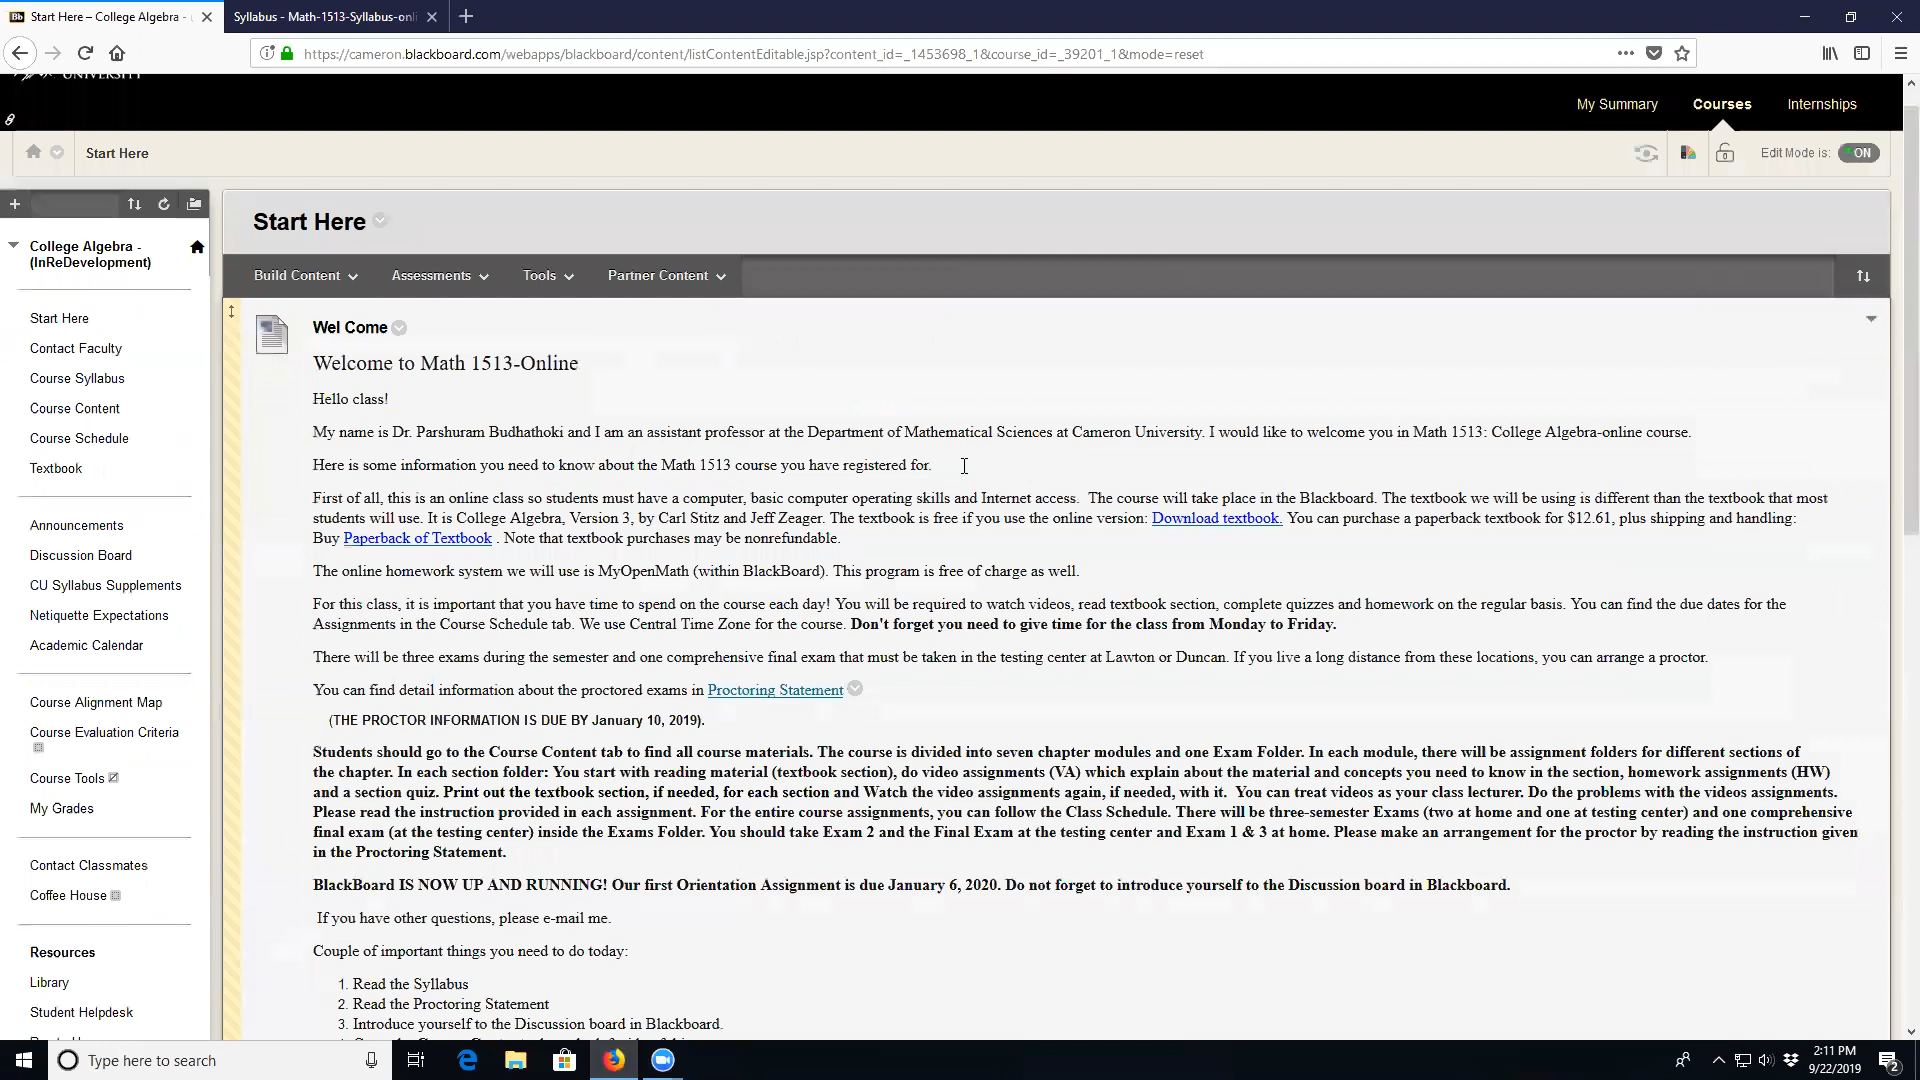 Start Here – College Algebra -
Syllabus - Math-1513-Syllabus-onl
https://cameron.blackboard.com/webapps/blackboard/content/listContentEditable.jsp?content_id=_1453698_1&course_id=_39201_1&mode=reset
UNIVERSITY
My Summary
Courses
Internships
Start Here
Edit Mode is:
ON
College Algebra -
(InReDevelopment)
Start Here
Contact Faculty
Course Syllabus
Course Content
Course Schedule
Textbook
Announcements
Discussion Board
CU Syllabus Supplements
Netiquette Expectations
Academic Calendar
Course Alignment Map
Course Evaluation Criteria
Course Tools
My Grades
Contact Classmates
Coffee House
Resources
Library
Student Helpdesk
Start Here
Build Content
Assessments
Tools
Partner Content
Wel Come
Welcome to Math 1513-Online
Hello class!
My name is Dr. Parshuram Budhathoki and I am an assistant professor at the Department of Mathematical Sciences at Cameron University. I would like to welcome you in Math 1513: College Algebra-online course.
Here is some information you need to know about the Math 1513 course you have registered for.
First of all, this is an online class so students must have a computer, basic computer operating skills and Internet access. The course will take place in the Blackboard. The textbook we will be using is different than the textbook that most
students will use. It is College Algebra, Version 3, by Carl Stitz and Jeff Zeager. The textbook is free if you use the online version: Download textbook. You can purchase a paperback textbook for $12.61, plus shipping and handling:
Buy Paperback of Textbook . Note that textbook purchases may be nonrefundable.
The online homework system we will use is MyOpenMath (within BlackBoard). This program is free of charge as well.
For this class, it is important that you have time to spend on the course each day! You will be required to watch videos, read textbook section, complete quizzes and homework on the regular basis. You can find the due dates for the
Assignments in the Course Schedule tab. We use Central Time Zone for the course. Don't forget you need to give time for the class from Monday to Friday.
There will be three exams during the semester and one comprehensive final exam that must be taken in the testing center at Lawton or Duncan. If you live a long distance from these locations, you can arrange a proctor.
You can find detail information about the proctored exams in Proctoring Statement
(THE PROCTOR INFORMATION IS DUE BY January 10, 2019).
Students should go to the Course Content tab to find all course materials. The course is divided into seven chapter modules and one Exam Folder. In each module, there will be assignment folders for different sections of
the chapter. In each section folder: You start with reading material (textbook section), do video assignments (VA) which explain about the material and concepts you need to know in the section, homework assignments (HW)
and a section quiz. Print out the textbook section, if needed, for each section and Watch the video assignments again, if needed, with it. You can treat videos as your class lecturer. Do the problems with the videos assignments.
Please read the instruction provided in each assignment. For the entire course assignments, you can follow the Class Schedule. There will be three-semester Exams (two at home and one at testing center) and one comprehensive
final exam (at the testing center) inside the Exams Folder. You should take Exam 2 and the Final Exam at the testing center and Exam 1 & 3 at home. Please make an arrangement for the proctor by reading the instruction given
in the Proctoring Statement.
BlackBoard IS NOW UP AND RUNNING! Our first Orientation Assignment is due January 6, 2020. Do not forget to introduce yourself to the Discussion board in Blackboard.
If you have other questions, please e-mail me.
Couple of important things you need to do today:
1. Read the Syllabus
2. Read the Proctoring Statement
3. Introduce yourself to the Discussion board in Blackboard.
Type here to search
2:11 PM
9/22/2019
2